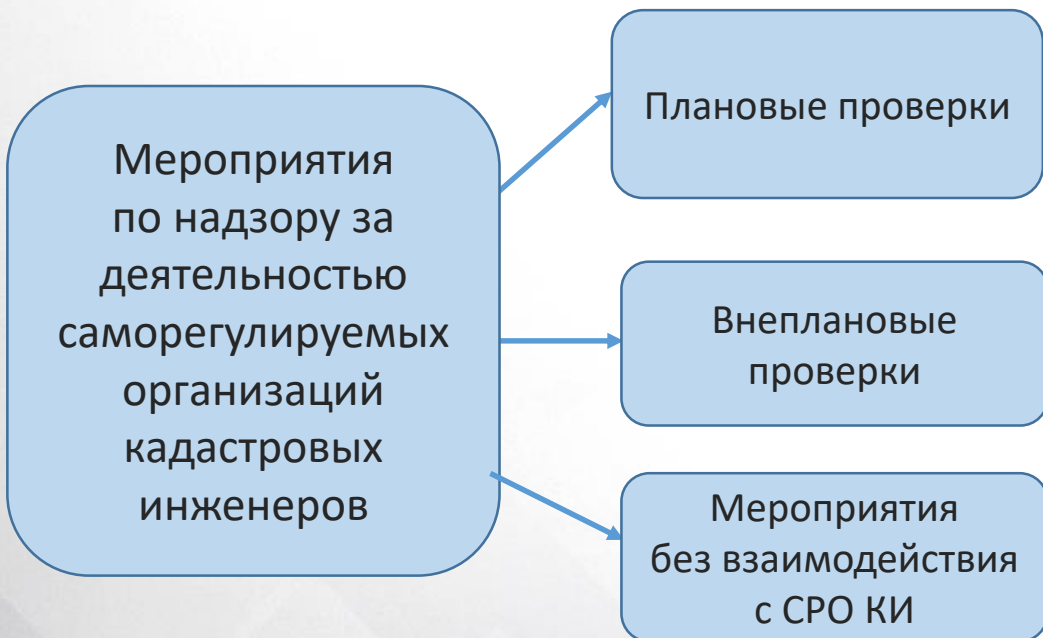 Мероприятия
по надзору за
деятельностью
саморегулируемых
организаций
кадастровых
инженеров
Плановые проверки
Внеплановые
проверки
Мероприятия
без взаимодействия
с СРО КИ